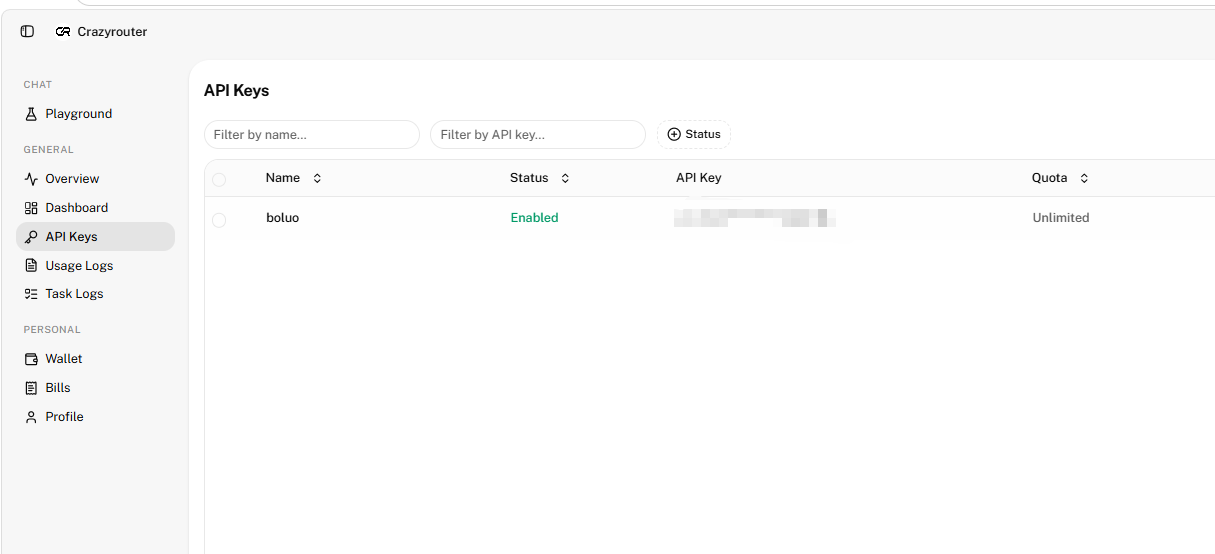 Crazyrouter
CHAT
Playground
GENERAL
Overview
Dashboard
API Keys
Usage Logs
Task Logs
PERSONAL
Wallet
Bills
Profile
API Keys
Filter by name...
Filter by API key...
Status
Name Status API Key Quota
boluo Enabled Unlimited